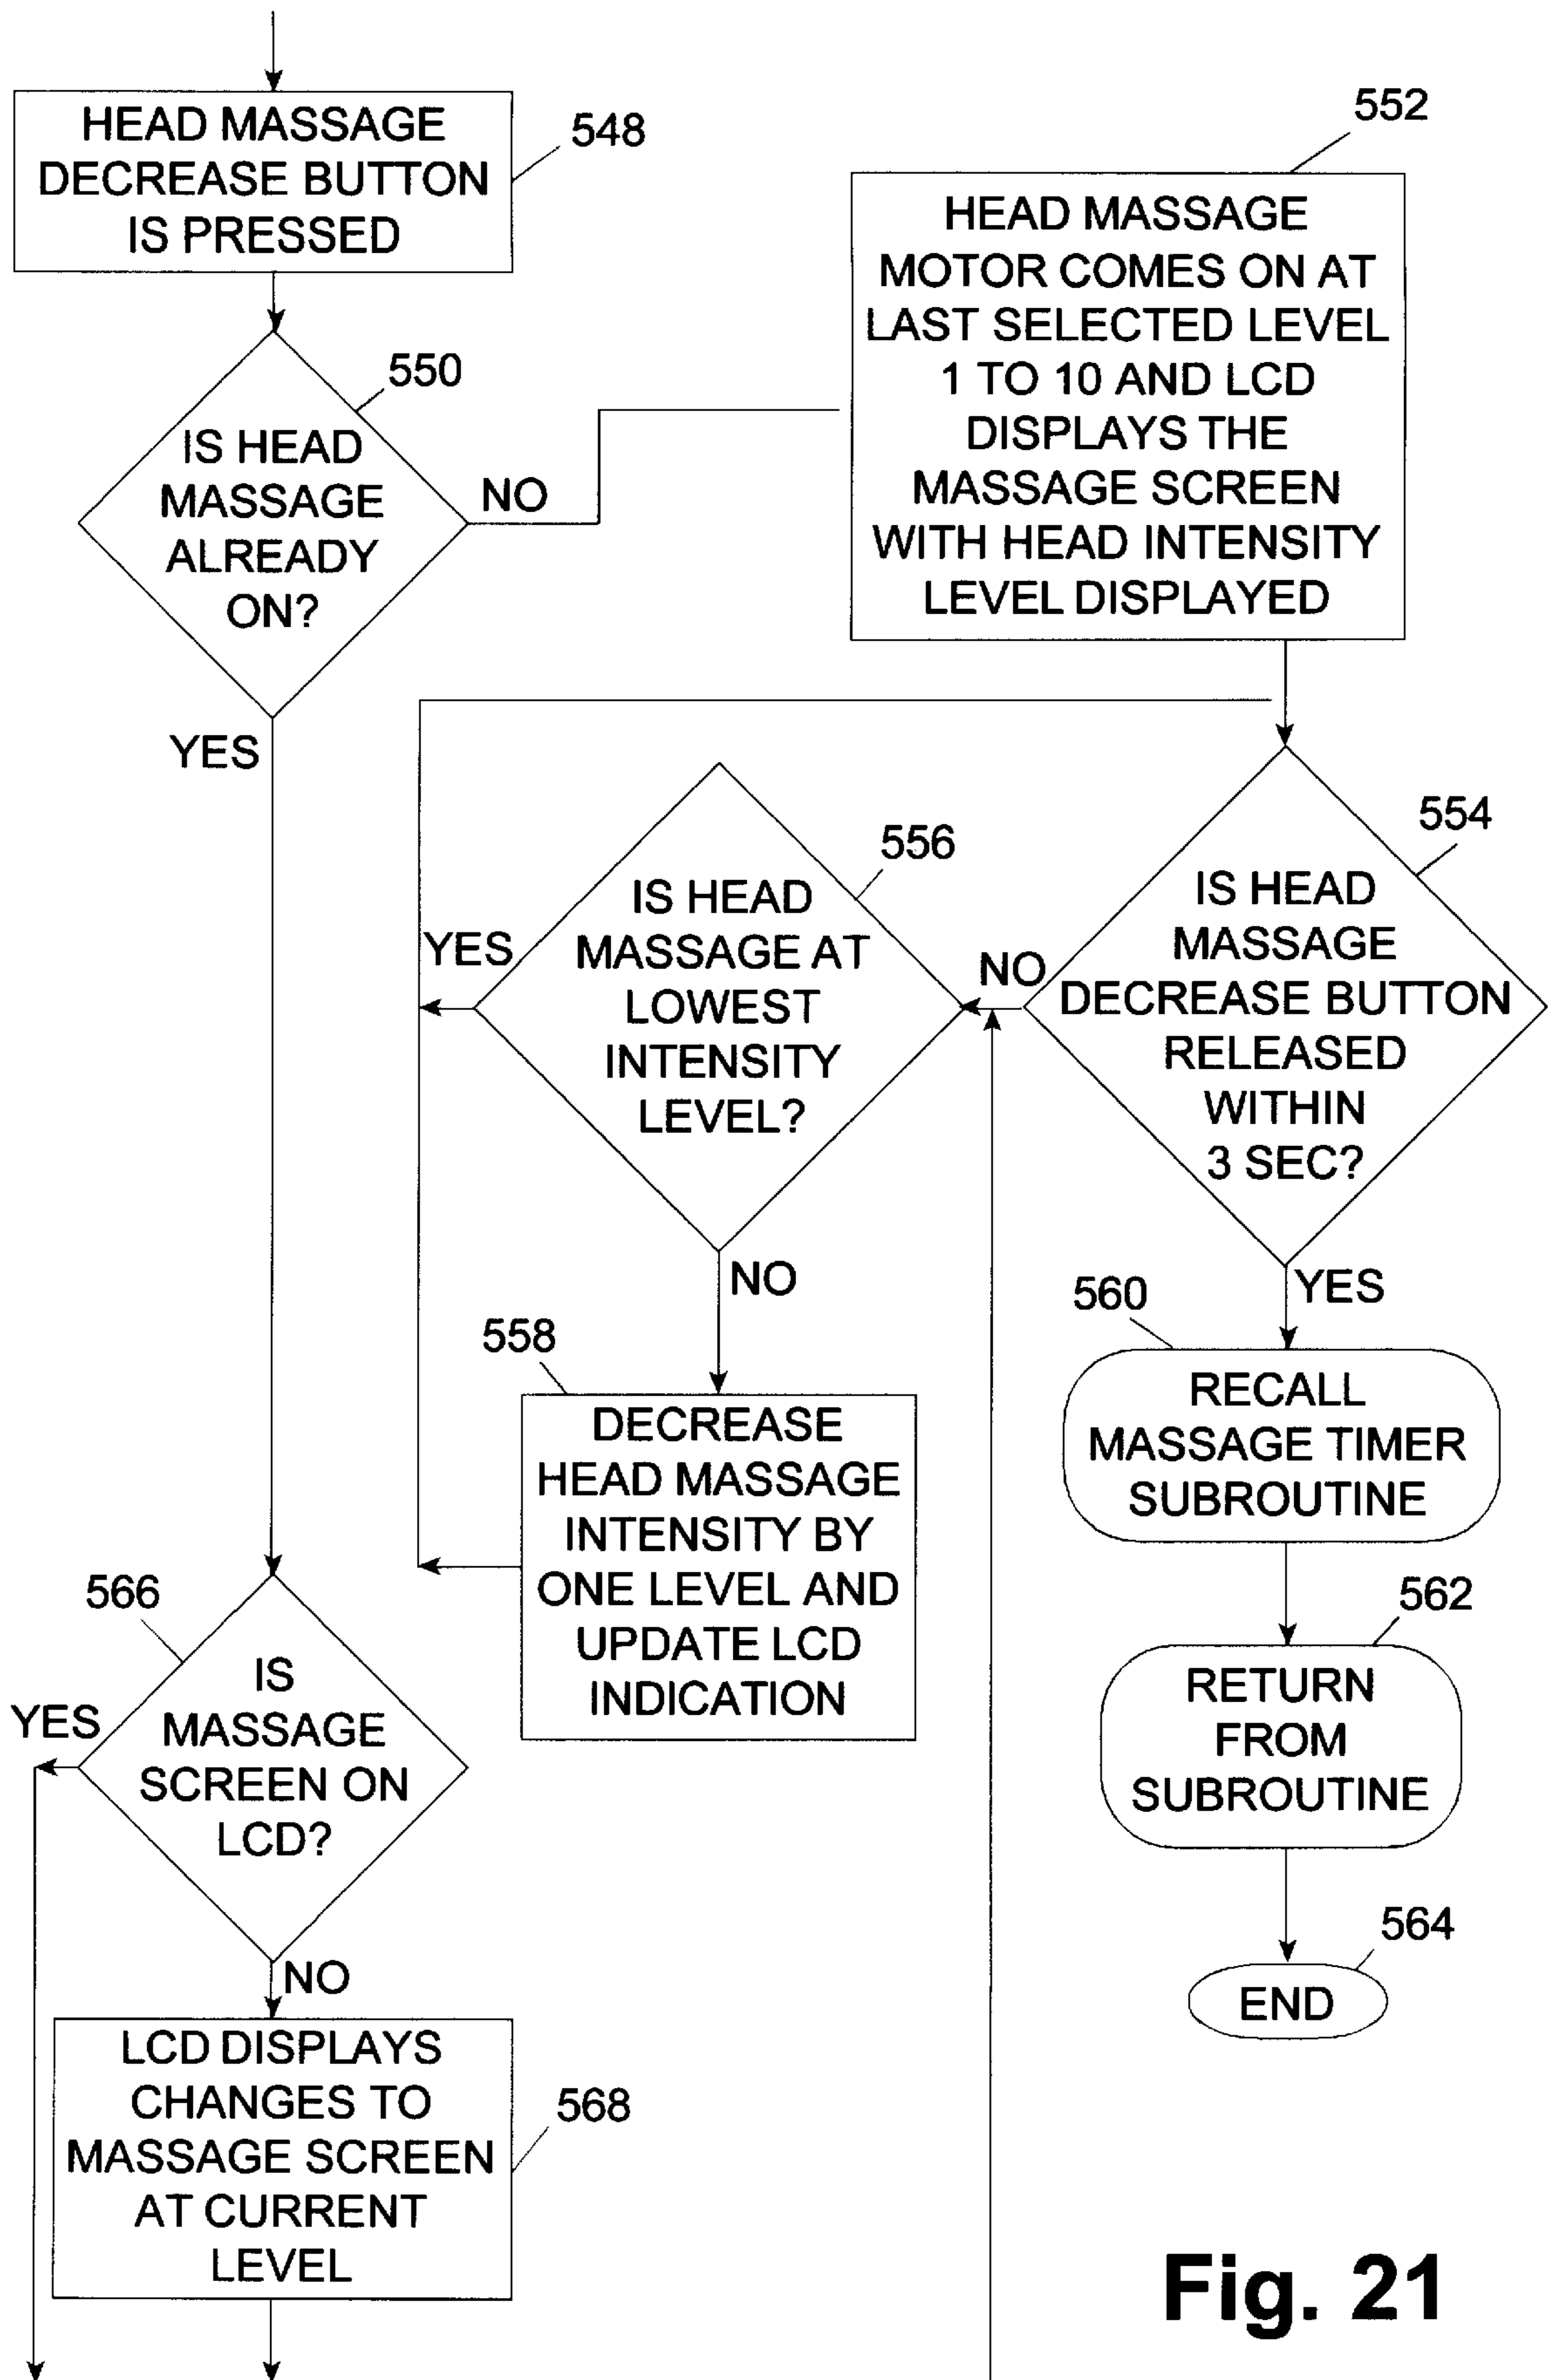 HEAD MASSAGE
DECREASE BUTTON
IS PRESSED
548
552
HEAD MASSAGE
MOTOR COMES ON AT
LAST SELECTED LEVEL
1 TO 10 AND LCD
DISPLAYS THE
MASSAGE SCREEN
WITH HEAD INTENSITY
LEVEL DISPLAYED
550
IS HEAD
MASSAGE
ALREADY
ON?
NO
YES
554
IS HEAD
MASSAGE
DECREASE BUTTON
RELEASED
WITHIN
3 SEC?
NO
YES
556
IS HEAD
MASSAGE AT
LOWEST
INTENSITY
LEVEL?
YES
NO
558
DECREASE
HEAD MASSAGE
INTENSITY BY
ONE LEVEL AND
UPDATE LCD
INDICATION
560
RECALL
MASSAGE TIMER
SUBROUTINE
562
RETURN
FROM
SUBROUTINE
564
END
566
IS
MASSAGE
SCREEN ON
LCD?
YES
NO
LCD DISPLAYS
CHANGES TO
MASSAGE SCREEN
AT CURRENT
LEVEL
568
Fig. 21